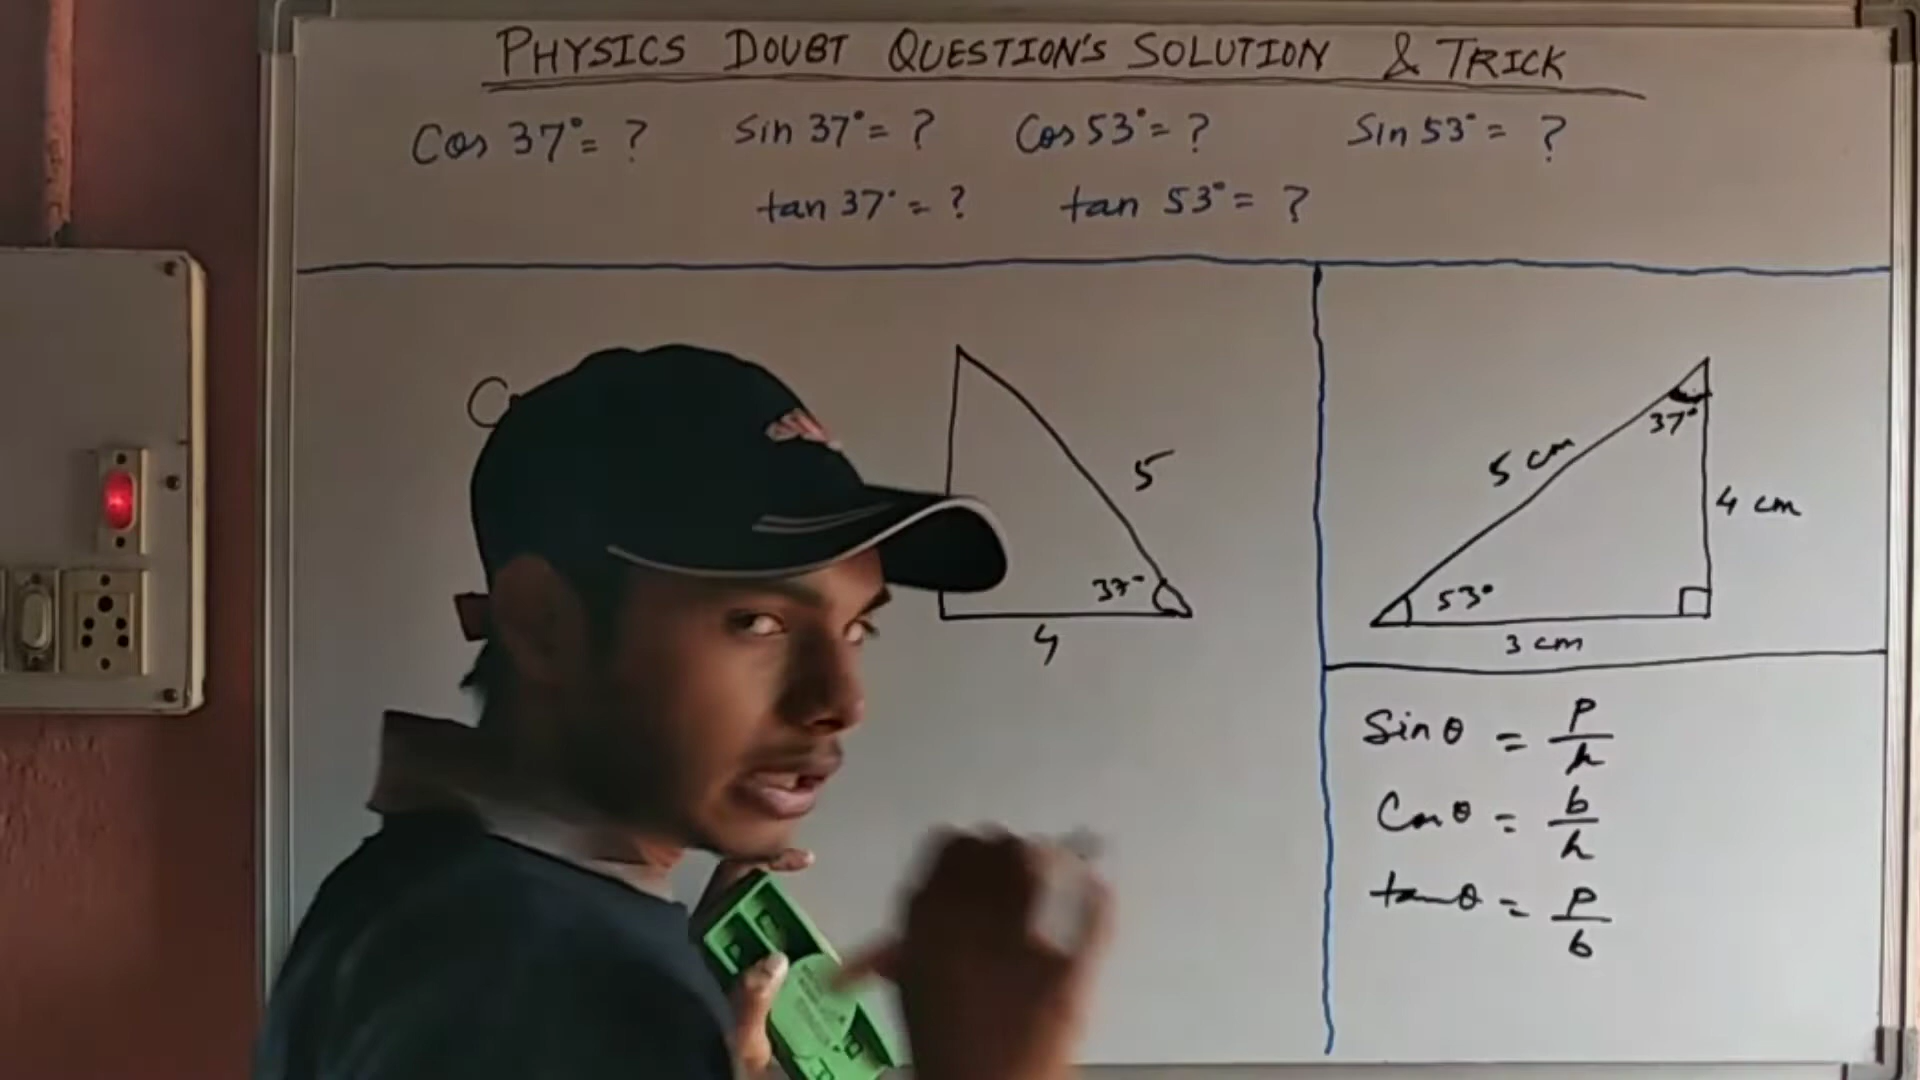 PHYSICS DOUBT QUESTION'S SOLUTION & TRICK
Cos 37° = ? Sin 37° = ? Cos 53° = ? Sin 53° = ?
tan 37° = ? tan 53° = ?
C
5
37°
4
37°
5 cm
4 cm
53°
3 cm
Sin θ = p/h
Cos θ = b/h
tan θ = p/b